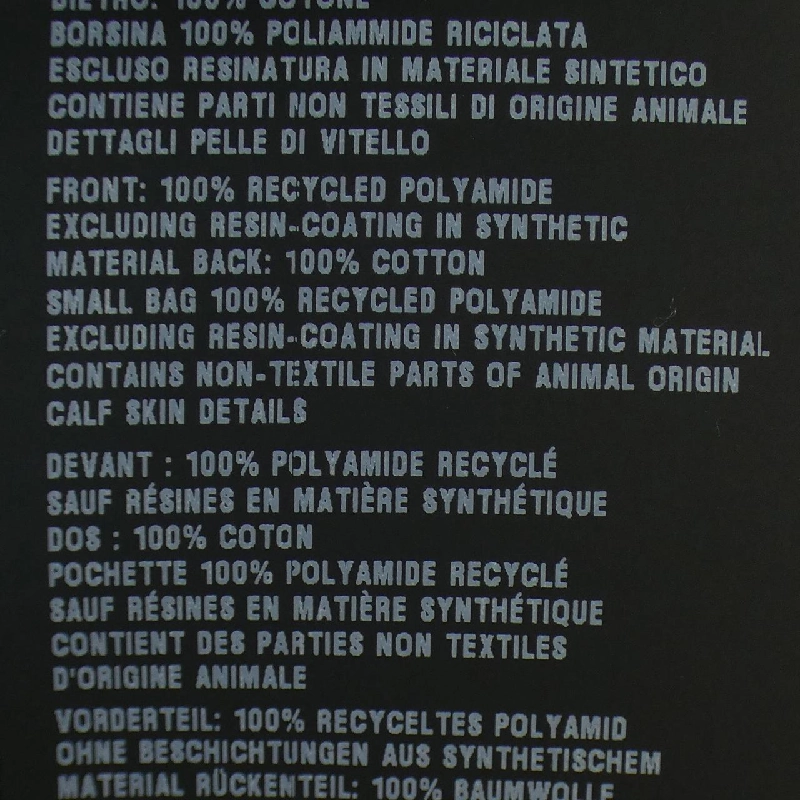 DIETRO: 100% COTONE
BORSINA 100% POLIAMMIDE RICICLATA
ESCLUSO RESINATURA IN MATERIALE SINTETICO
CONTIENE PARTI NON TESSILI DI ORIGINE ANIMALE
DETTAGLI PELLE DI VITELLO
FRONT: 100% RECYCLED POLYAMIDE
EXCLUDING RESIN-COATING IN SYNTHETIC
MATERIAL BACK: 100% COTTON
SMALL BAG 100% RECYCLED POLYAMIDE
EXCLUDING RESIN-COATING IN SYNTHETIC MATERIAL
CONTAINS NON-TEXTILE PARTS OF ANIMAL ORIGIN
CALF SKIN DETAILS
DEVANT : 100% POLYAMIDE RECYCLÉ
SAUF RÉSINES EN MATIÈRE SYNTHÉTIQUE
DOS : 100% COTON
POCHETTE 100% POLYAMIDE RECYCLÉ
SAUF RÉSINES EN MATIÈRE SYNTHÉTIQUE
CONTIENT DES PARTIES NON TEXTILES
D'ORIGINE ANIMALE
VORDERTEIL: 100% RECYCELTES POLYAMID
OHNE BESCHICHTUNGEN AUS SYNTHETISCHEM
MATERIAL RÜCKENTEIL: 100% BAUMWOLLE